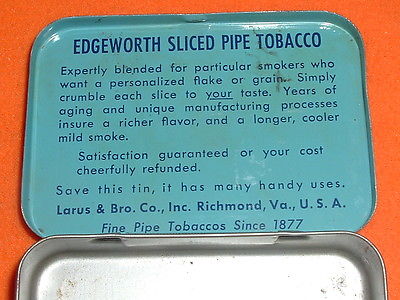 EDGEWORTH SLICED PIPE TOBACCO
Expertly blended for particular smokers who
want a personalized flake or grain. Simply
crumble each slice to your taste. Years of
aging and unique manufacturing processes
insure a richer flavor, and a longer, cooler
mild smoke.
Satisfaction guaranteed or your cost
cheerfully refunded.
Save this tin, it has many handy uses.
Larus & Bro. Co., Inc. Richmond, Va., U. S. A.
Fine Pipe Tobaccos Since 1877